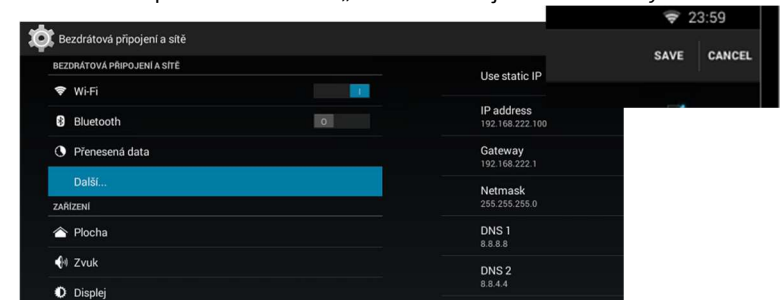 23:59
SAVE CANCEL
Bezdrátová připojení a sítě
BEZDRÁTOVÁ PŘIPOJENÍ A SÍTĚ
Wi-Fi
Bluetooth
Přenesená data
Další...
ZAŘÍZENÍ
Plocha
Zvuk
Displej
Use static IP
IP address
192.168.222.100
Gateway
192.168.222.1
Netmask
255.255.255.0
DNS 1
8.8.8.8
DNS 2
8.8.4.4